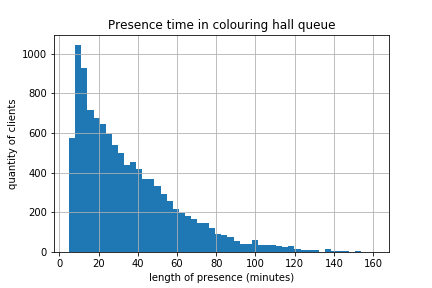 Presence time in colouring hall queue
1000
800
600
400
200
0
quantity of clients
0 20 40 60 80 100 120 140 160
length of presence (minutes)